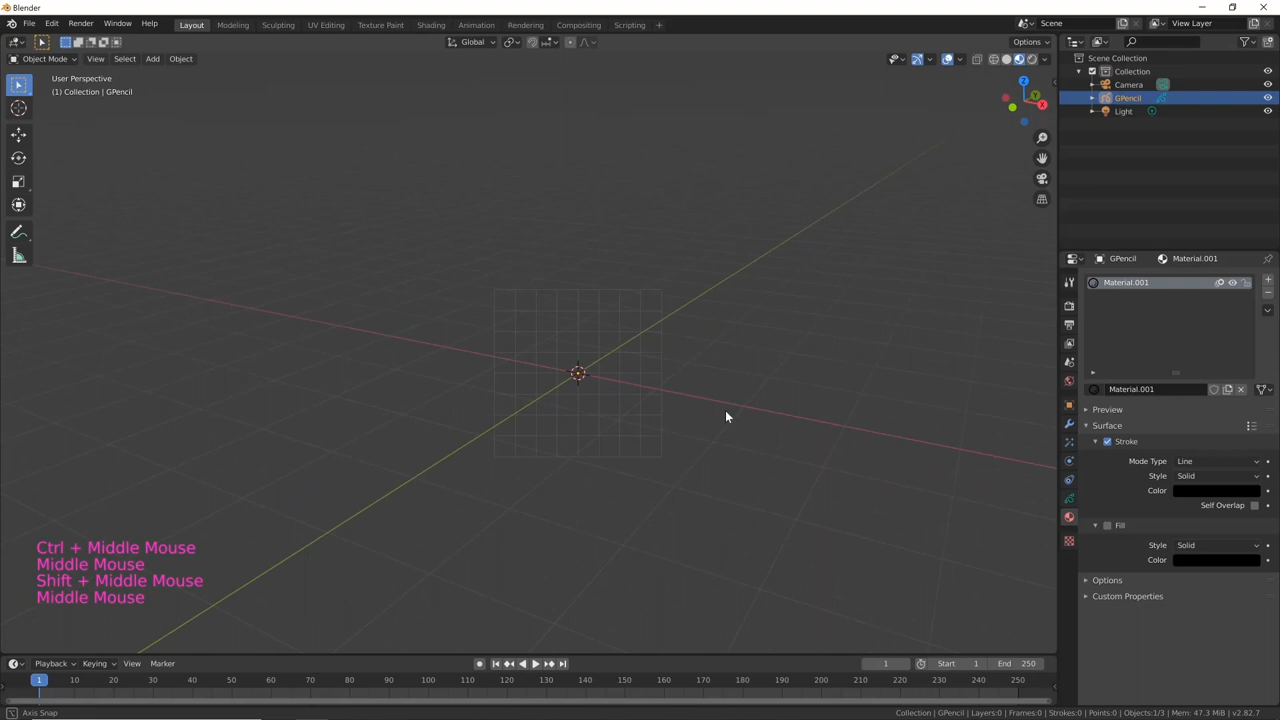 Blender
File Edit Render Window Help
Layout Modeling Sculpting UV Editing Texture Paint Shading Animation Rendering Compositing Scripting +
Scene
View Layer
Global
Options
Object Mode View Select Add Object
User Perspective
(1) Collection | GPencil
Z
Y
X
Scene Collection
Collection
Camera
GPencil
Light
GPencil
Material.001
Material.001
Material.001
Preview
Surface
Stroke
Mode Type Line
Style Solid
Color
Self Overlap
Fill
Style Solid
Color
Options
Custom Properties
Ctrl + Middle Mouse
Middle Mouse
Shift + Middle Mouse
Middle Mouse
Playback Keying View Marker
1
Start 1
End 250
1 10 20 30 40 50 60 70 80 90 100 110 120 130 140 150 160 170 180 190 200 210 220 230 240 250
Axis Snap
Collection | GPencil | Layers:0 | Frames:0 | Strokes:0 | Points:0 | Objects:1/3 | Mem: 47.3 MiB | v2.82.7